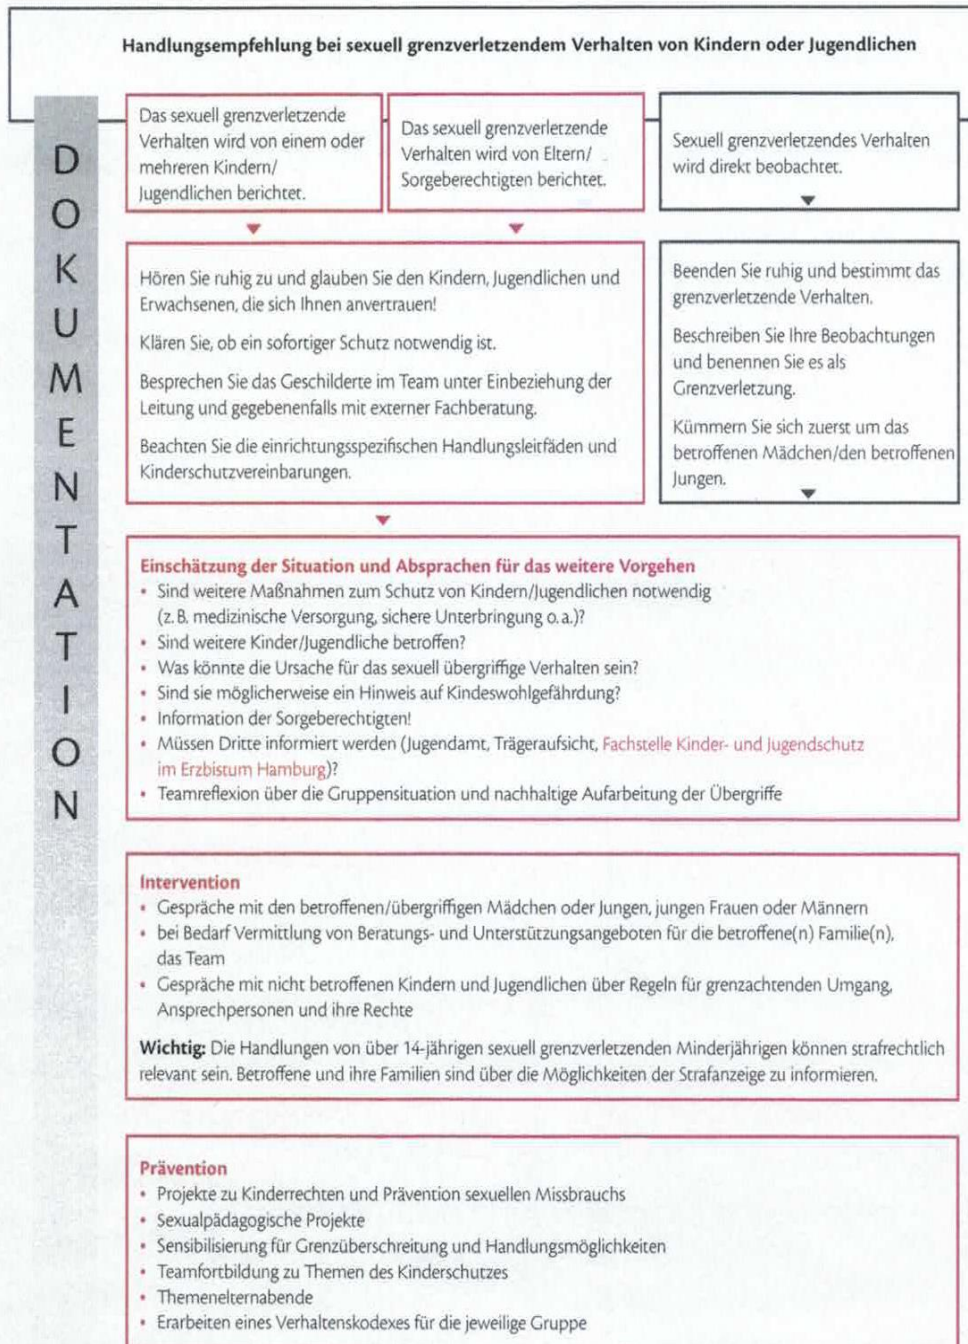 Handlungsempfehlung bei sexuell grenzverletzendem Verhalten von Kindern oder Jugendlichen
DOKUMENTATION
Das sexuell grenzverletzende
Verhalten wird von einem oder
mehreren Kindern/
Jugendlichen berichtet.
Das sexuell grenzverletzende
Verhalten wird von Eltern/
Sorgeberechtigten berichtet.
Sexuell grenzverletzendes Verhalten
wird direkt beobachtet.
Hören Sie ruhig zu und glauben Sie den Kindern, Jugendlichen und
Erwachsenen, die sich Ihnen anvertrauen!
Klären Sie, ob ein sofortiger Schutz notwendig ist.
Besprechen Sie das Geschilderte im Team unter Einbeziehung der
Leitung und gegebenenfalls mit externer Fachberatung.
Beachten Sie die einrichtungsspezifischen Handlungsleitfäden und
Kinderschutzvereinbarungen.
Beenden Sie ruhig und bestimmt das
grenzverletzende Verhalten.
Beschreiben Sie Ihre Beobachtungen
und benennen Sie es als
Grenzverletzung.
Kümmern Sie sich zuerst um das
betroffenen Mädchen/den betroffenen
Jungen.
Einschätzung der Situation und Absprachen für das weitere Vorgehen
• Sind weitere Maßnahmen zum Schutz von Kindern/Jugendlichen notwendig
(z. B. medizinische Versorgung, sichere Unterbringung o. a.)?
• Sind weitere Kinder/Jugendliche betroffen?
• Was könnte die Ursache für das sexuell übergriffige Verhalten sein?
• Sind sie möglicherweise ein Hinweis auf Kindeswohlgefährdung?
• Information der Sorgeberechtigten!
• Müssen Dritte informiert werden (Jugendamt, Trägeraufsicht, Fachstelle Kinder- und Jugendschutz
im Erzbistum Hamburg)?
• Teamreflexion über die Gruppensituation und nachhaltige Aufarbeitung der Übergriffe
Intervention
• Gespräche mit den betroffenen/übergriffigen Mädchen oder Jungen, jungen Frauen oder Männern
• bei Bedarf Vermittlung von Beratungs- und Unterstützungsangeboten für die betroffene(n) Familie(n),
das Team
• Gespräche mit nicht betroffenen Kindern und Jugendlichen über Regeln für grenzachtenden Umgang,
Ansprechpersonen und ihre Rechte
Wichtig: Die Handlungen von über 14-jährigen sexuell grenzverletzenden Minderjährigen können strafrechtlich
relevant sein. Betroffene und ihre Familien sind über die Möglichkeiten der Strafanzeige zu informieren.
Prävention
• Projekte zu Kinderrechten und Prävention sexuellen Missbrauchs
• Sexualpädagogische Projekte
• Sensibilisierung für Grenzüberschreitung und Handlungsmöglichkeiten
• Teamfortbildung zu Themen des Kinderschutzes
• Themenelternabende
• Erarbeiten eines Verhaltenskodexes für die jeweilige Gruppe